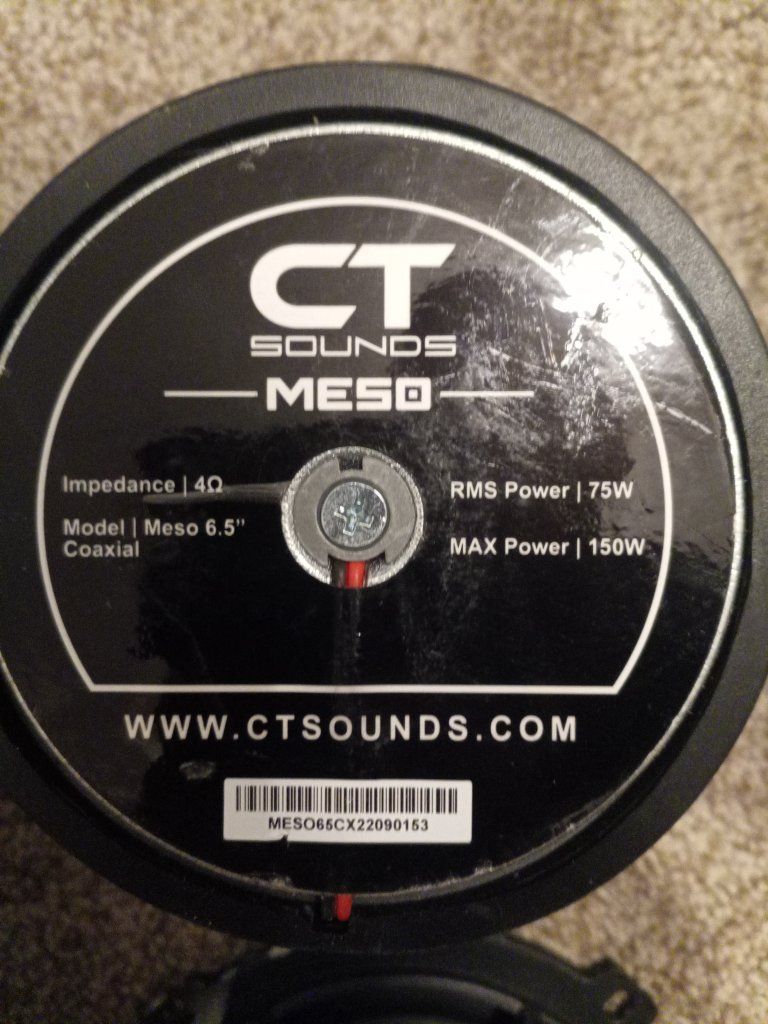 CT
SOUNDS
MESO
Impedance | 4Ω
Model | Meso 6.5”
Coaxial
RMS Power | 75W
MAX Power | 150W
WWW.CTSOUNDS.COM
MESO65CX22090153